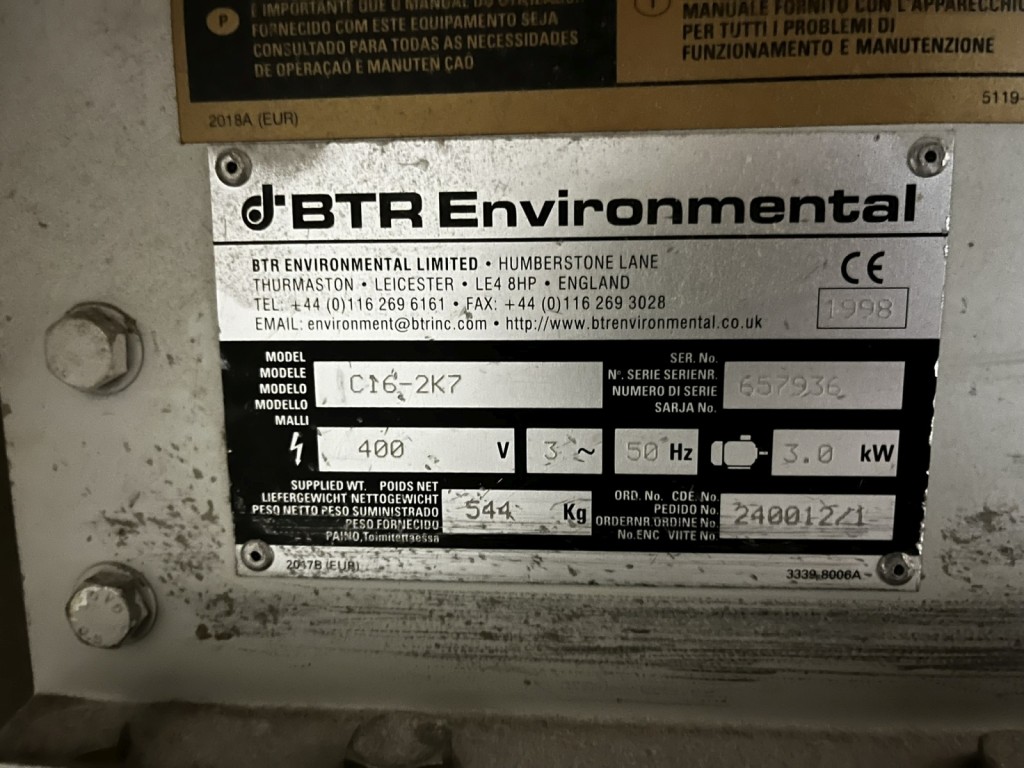 P
É IMPORTANTE QUE O MANUAL DO
FORNECIDO COM ESTE EQUIPAMENTO SEJA
CONSULTADO PARA TODAS AS NECESSIDADES
DE OPERAÇAO E MANUTEN ÇAO
I
MANUALE FORNITO CON L'APPARECCHIO
PER TUTTI I PROBLEMI DI
FUNZIONAMENTO E MANUTENZIONE
2018A (EUR)
5119-
BTR Environmental
BTR ENVIRONMENTAL LIMITED • HUMBERSTONE LANE
THURMASTON • LEICESTER • LE4 8HP • ENGLAND
TEL: +44 (0)116 269 6161 • FAX: +44 (0)116 269 3028
EMAIL: environment@btrinc.com • http://www.btrenvironmental.co.uk
CE
1998
MODEL
MODELE
MODELO
MODELLO
MALLI
C16-2K7
SER. No.
N°. SERIE SERIENR.
NUMERO DI SERIE
SARJA No.
657936
400 V
3 ~
50 Hz
3.0 kW
SUPPLIED WT. POIDS NET
LIEFERGEWICHT NETTOGEWICHT
PESO NETTO PESO SUMINISTRADO
PESO FORNECIDO
PAINO, Toimitettaessa
544 Kg
ORD. No. CDE. No.
PEDIDO No.
ORDERNR. ORDINE No.
No. ENC VIITE No.
240012/1
2047B (EUR)
3339,8006A